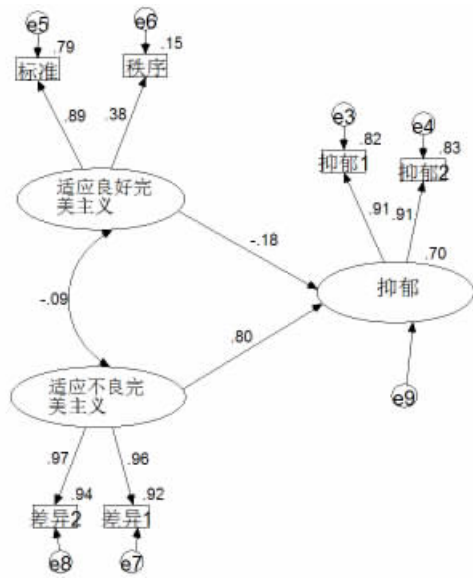 e5
e6
.79
.15
标准
秩序
.89
.38
e3
e4
.82
.83
抑郁1
抑郁2
适应良好完
美主义
.91
.91
-.18
.70
抑郁
-.09
.80
适应不良完
美主义
e9
.97
.96
.94
.92
差异2
差异1
e8
e7